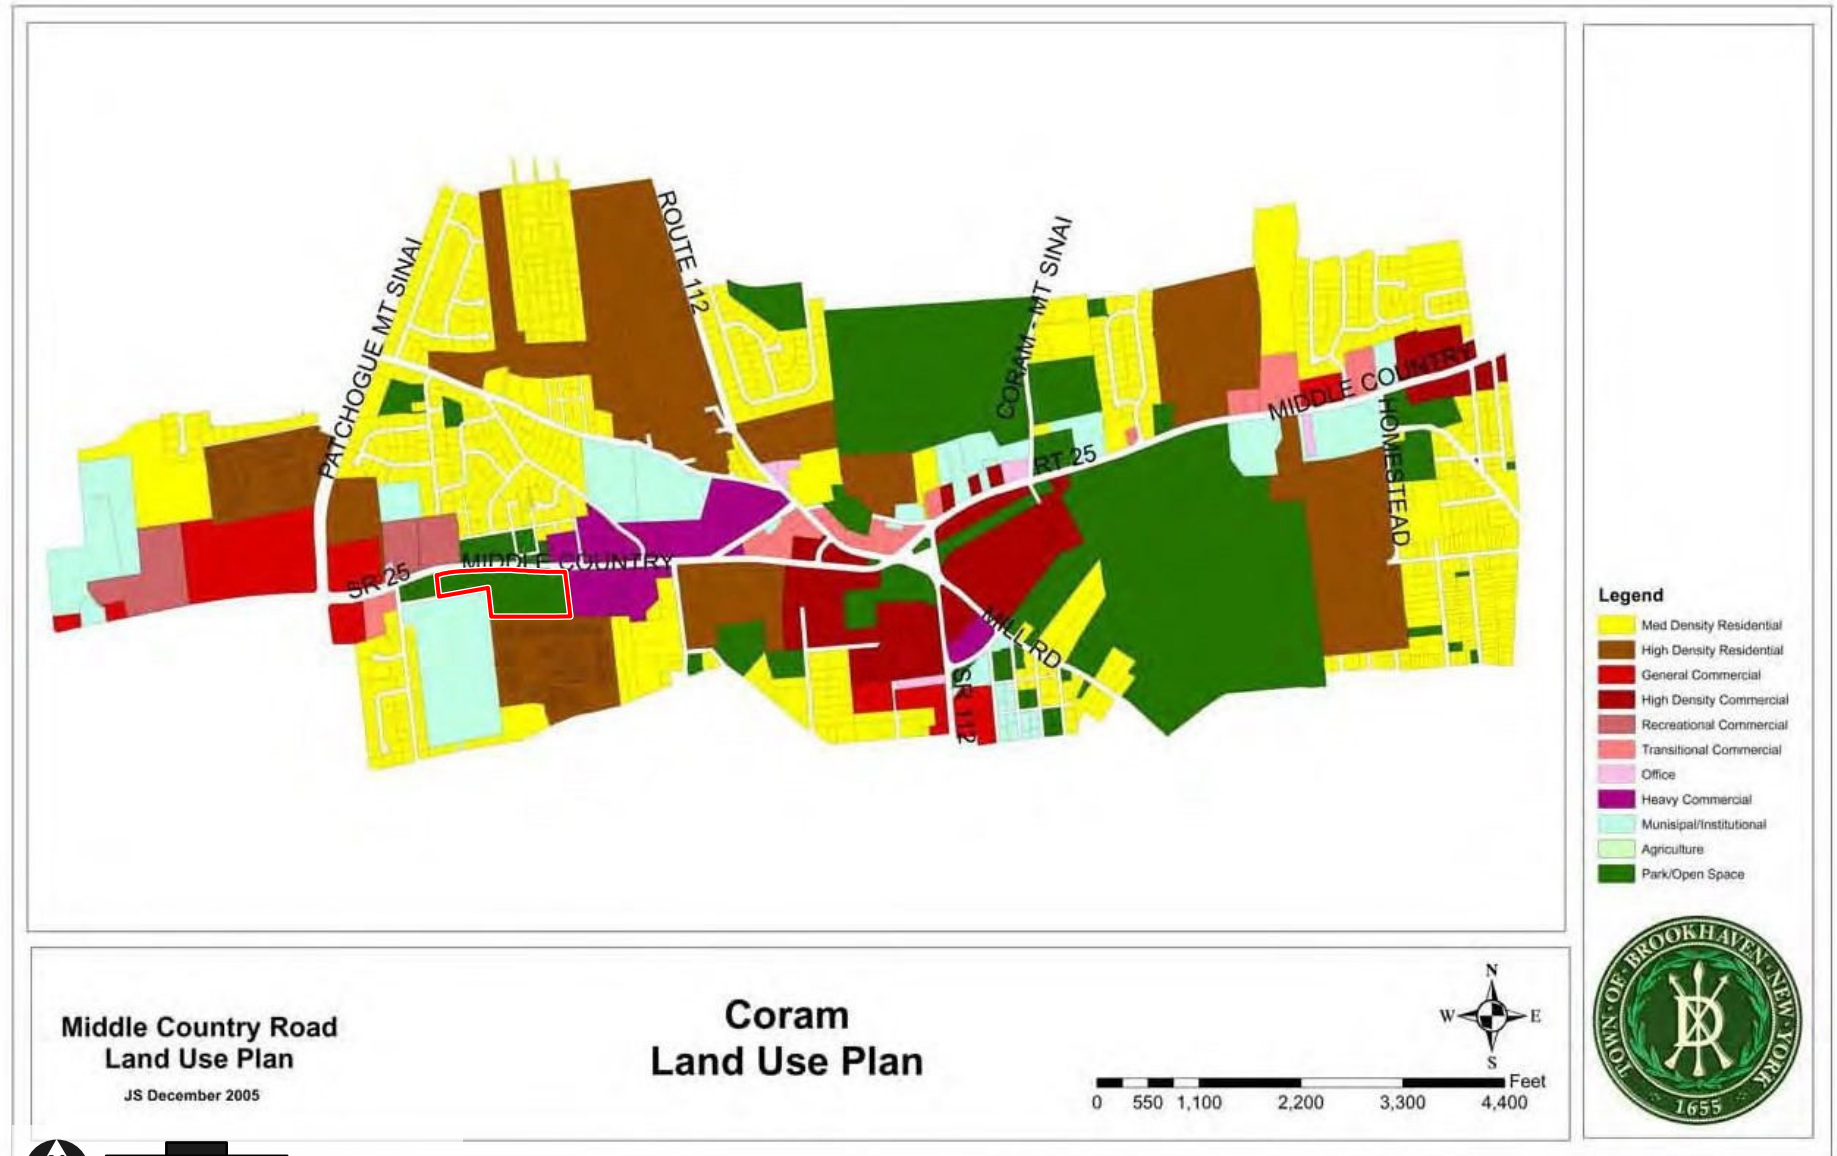 PATCHOGUE MT SINAI
ROUTE 112
CORAM - MT SINAI
MIDDLE COUNTRY
HOMESTEAD
RT 25
SR 25
MIDDLE COUNTRY
MILL RD
SR 112
Legend
Med Density Residential
High Density Residential
General Commercial
High Density Commercial
Recreational Commercial
Transitional Commercial
Office
Heavy Commercial
Munisipal/Institutional
Agriculture
Park/Open Space
Middle Country Road
Land Use Plan
JS December 2005
Coram
Land Use Plan
N
W E
S
Feet
0 550 1,100 2,200 3,300 4,400
TOWN · OF · BROOKHAVEN · NEW · YORK
1655